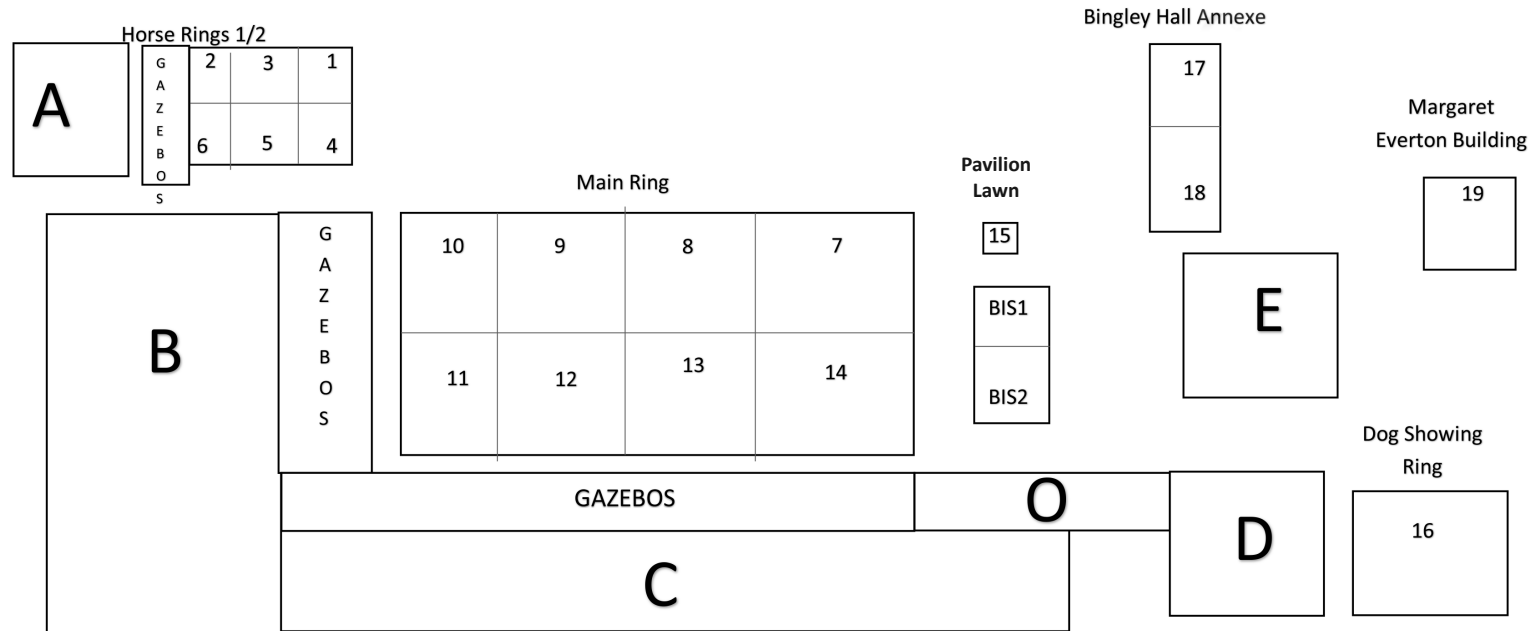 Bingley Hall Annexe
Horse Rings 1/2
A
GAZEBOS
2 3 1
6 5 4
17
18
Margaret
Everton Building
19
Pavilion
Lawn
15
BIS1
BIS2
Main Ring
10 9 8 7
11 12 13 14
B
GAZEBOS
E
Dog Showing
Ring
16
GAZEBOS
O
D
C